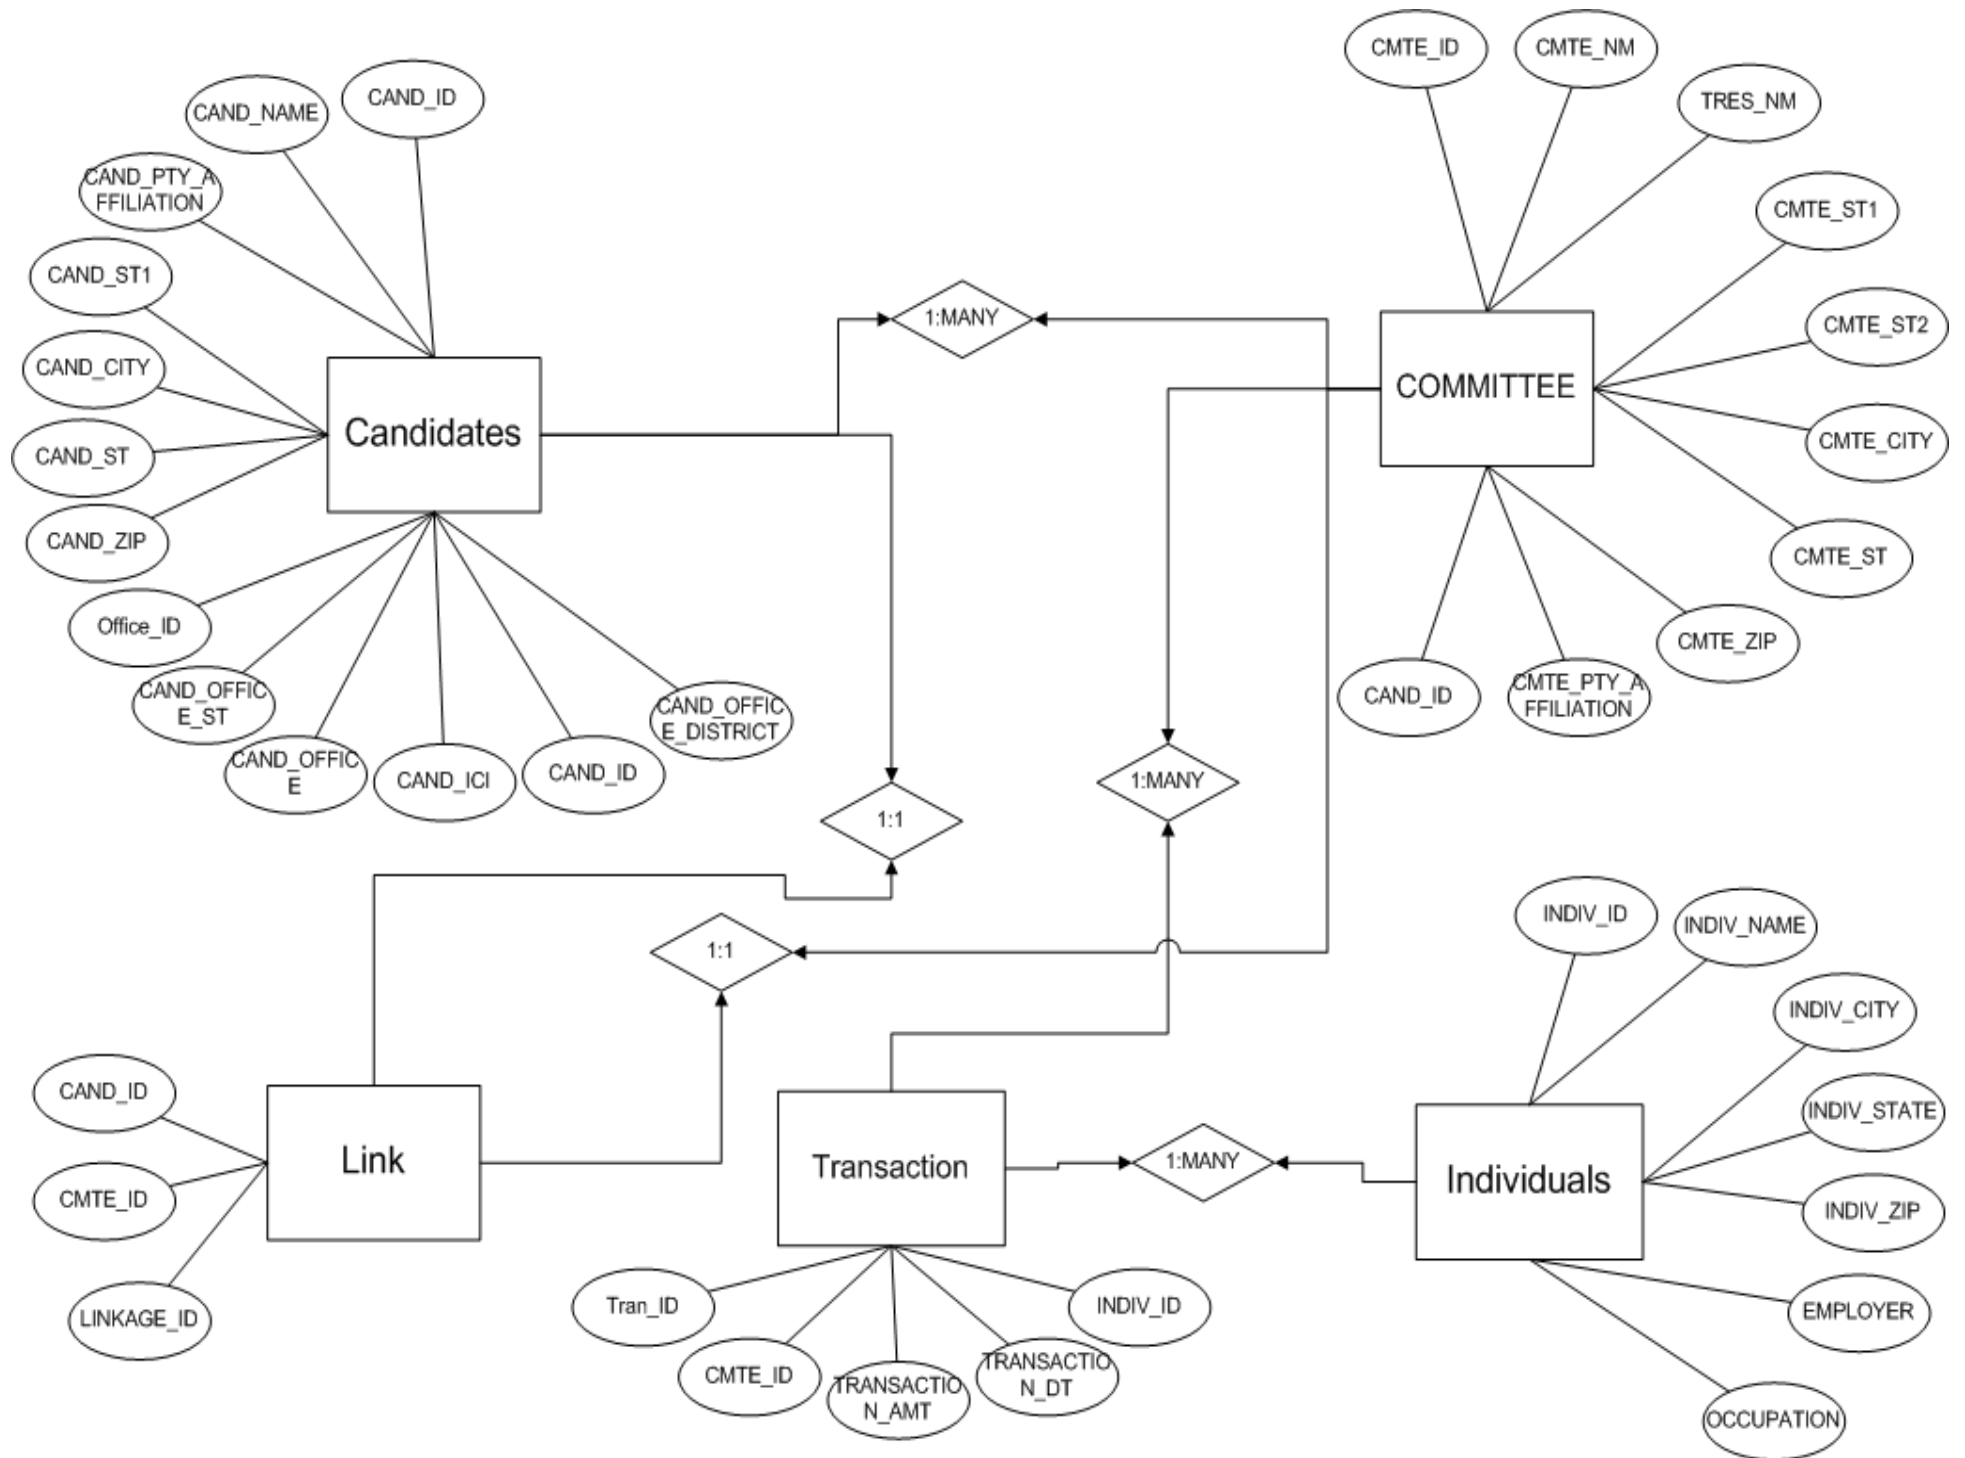 CMTE_ID
CMTE_NM
CAND_ID
CAND_NAME
TRES_NM
CAND_PTY_A
FFILIATION
CMTE_ST1
CAND_ST1
1:MANY
CMTE_ST2
CAND_CITY
COMMITTEE
Candidates
CMTE_CITY
CAND_ST
CAND_ZIP
CMTE_ST
Office_ID
CMTE_ZIP
CAND_OFFIC
E_ST
CAND_ID
CMTE_PTY_A
FFILIATION
CAND_OFFIC
E_DISTRICT
CAND_OFFIC
E
CAND_ICI
CAND_ID
1:MANY
1:1
INDIV_ID
INDIV_NAME
1:1
INDIV_CITY
CAND_ID
INDIV_STATE
Link
Transaction
1:MANY
Individuals
CMTE_ID
INDIV_ZIP
LINKAGE_ID
Tran_ID
INDIV_ID
EMPLOYER
CMTE_ID
TRANSACTIO
N_AMT
TRANSACTIO
N_DT
OCCUPATION